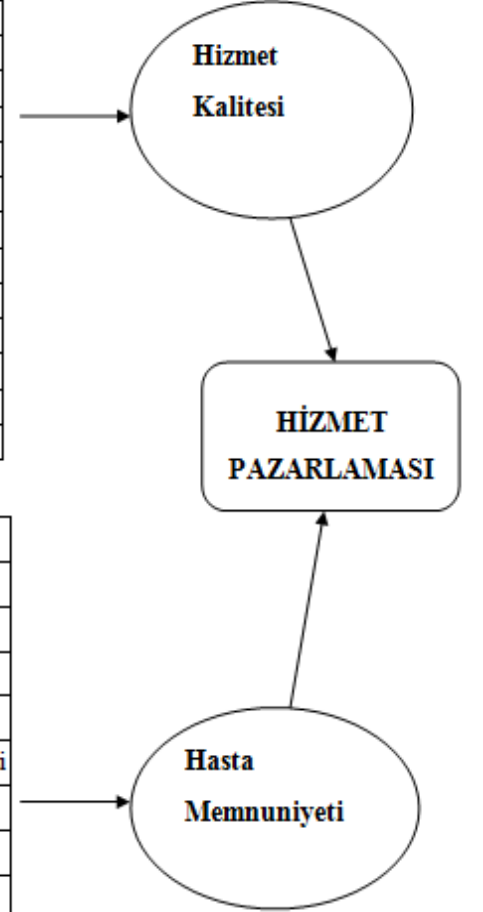 Hizmet
Kalitesi
HİZMET
PAZARLAMASI
i
Hasta
Memnuniyeti